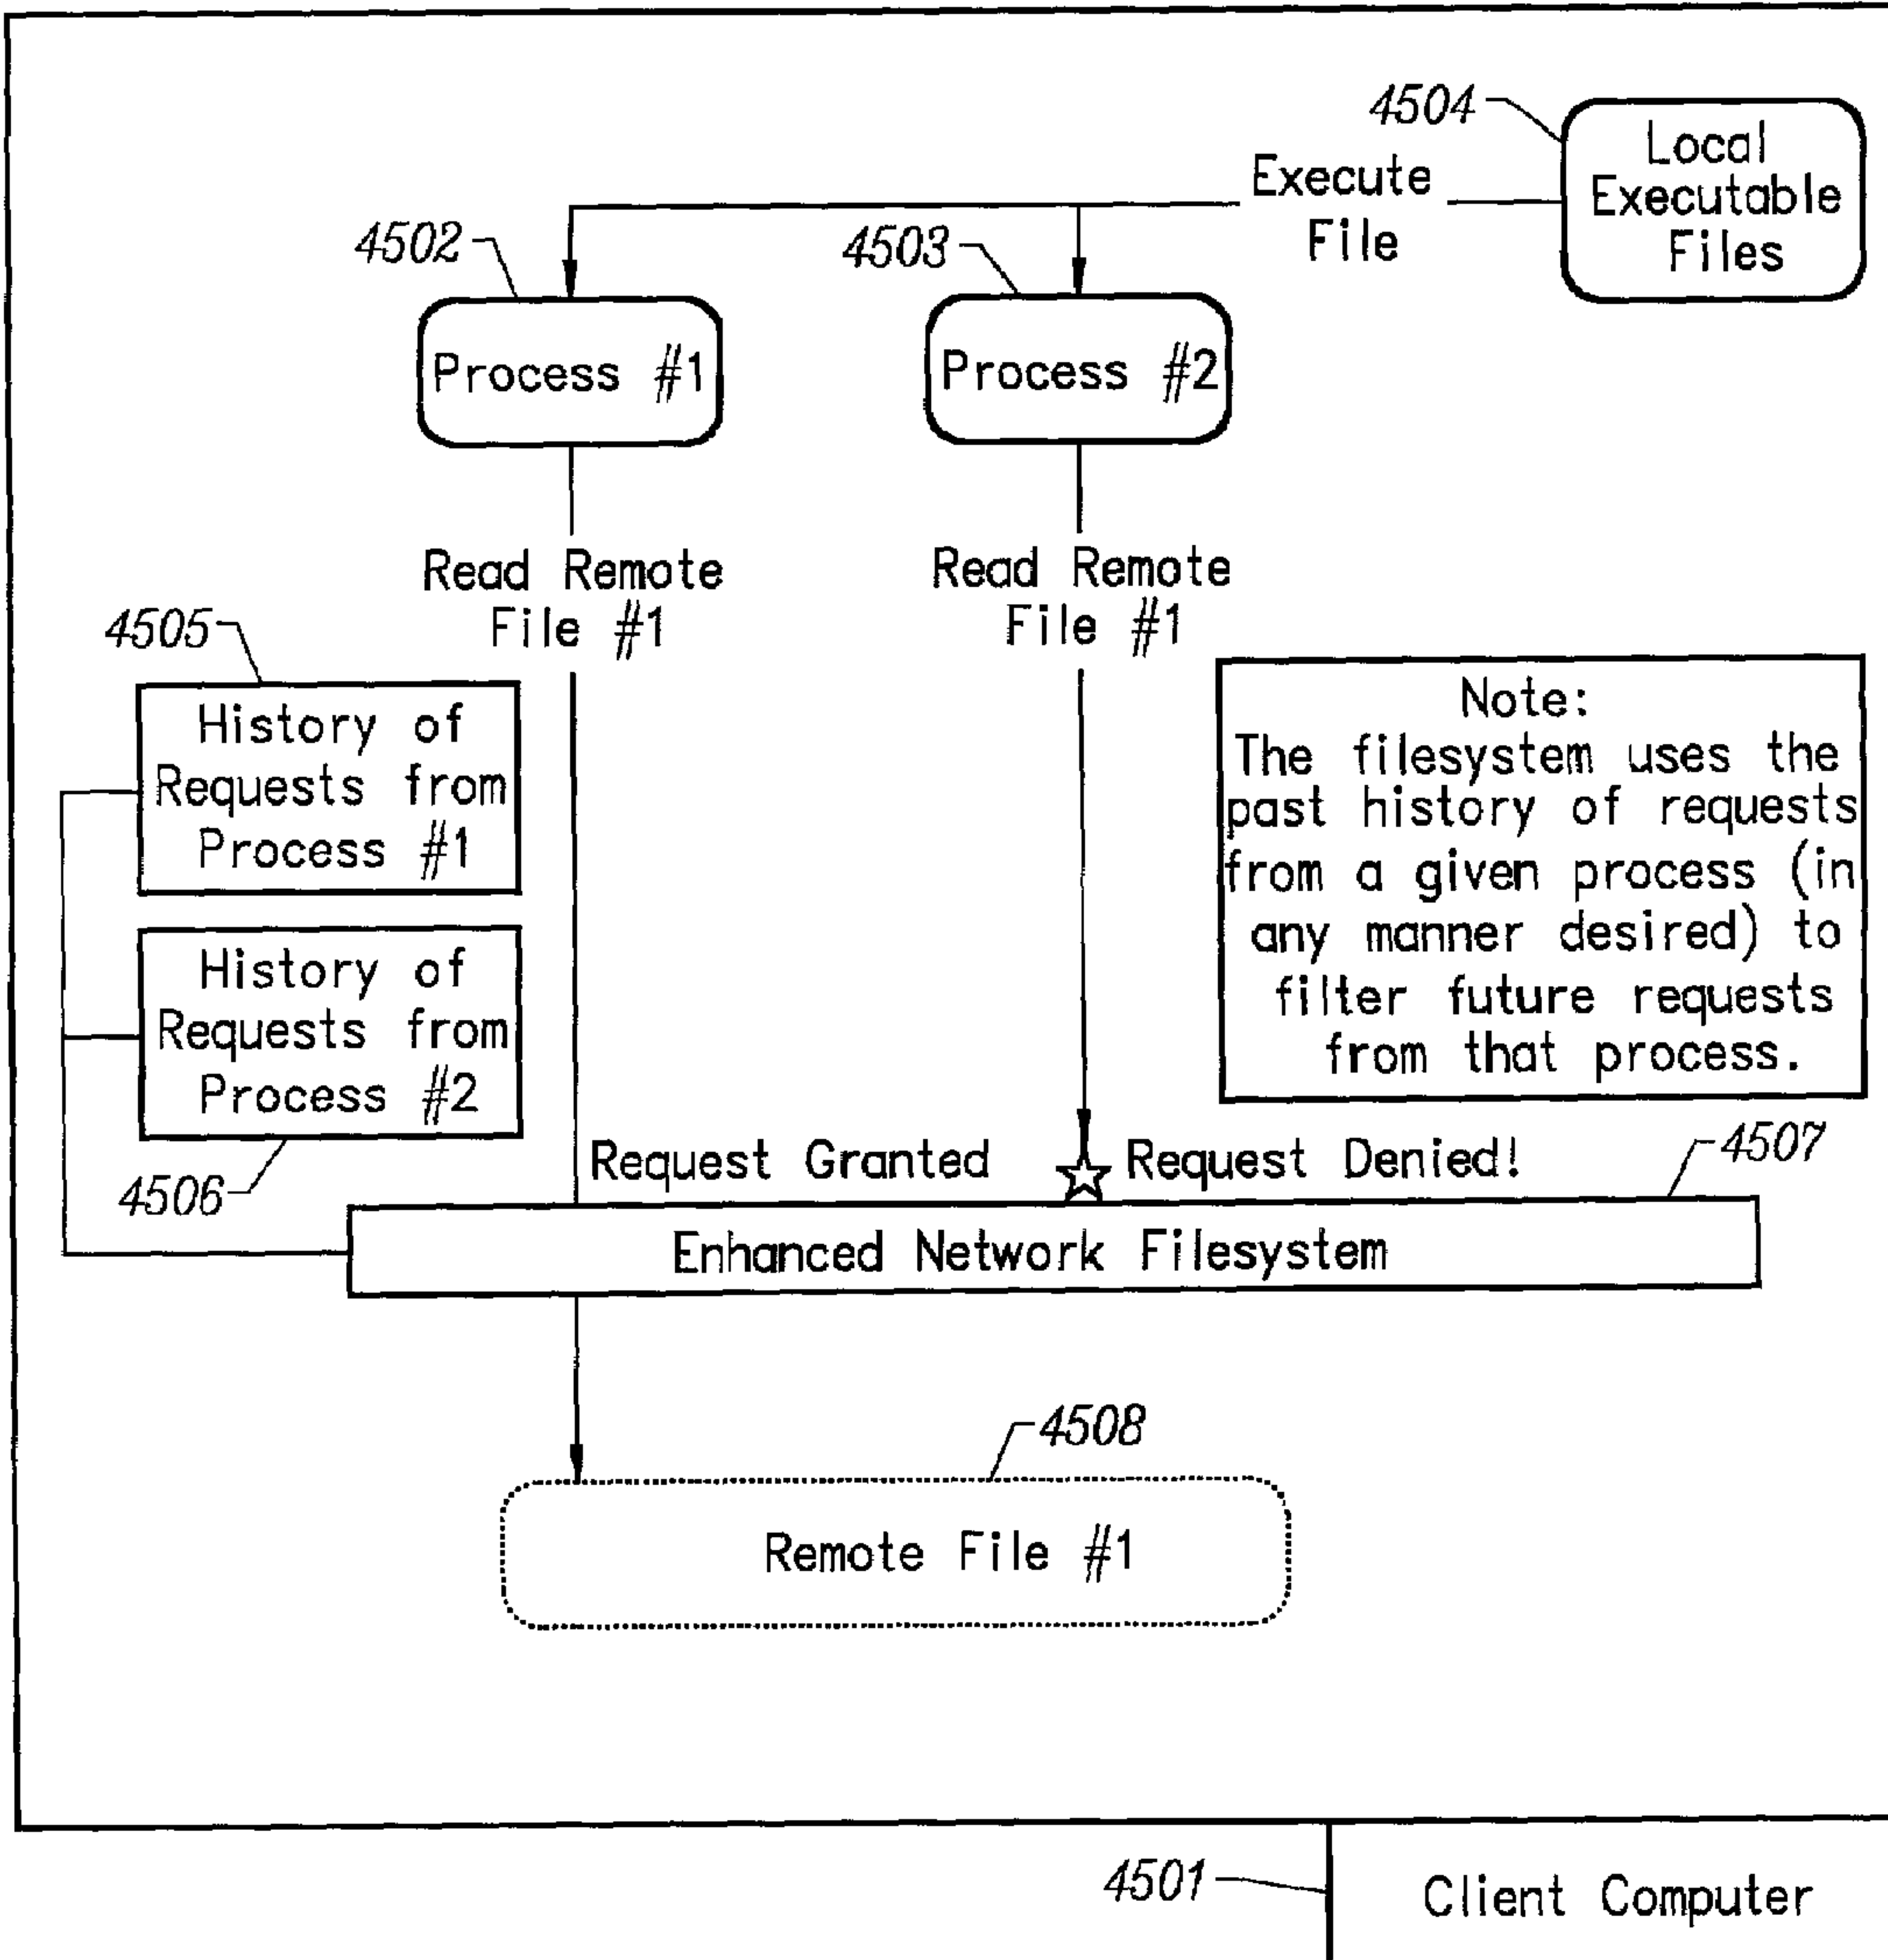 4504
Local
Executable
Files
Execute
File
4502
4503
Process #1
Process #2
Read Remote
File #1
Read Remote
File #1
4505
History of
Requests from
Process #1
History of
Requests from
Process #2
4506
Note:
The filesystem uses the
past history of requests
from a given process (in
any manner desired) to
filter future requests
from that process.
Request Granted
Request Denied!
4507
Enhanced Network Filesystem
4508
Remote File #1
4501
Client Computer